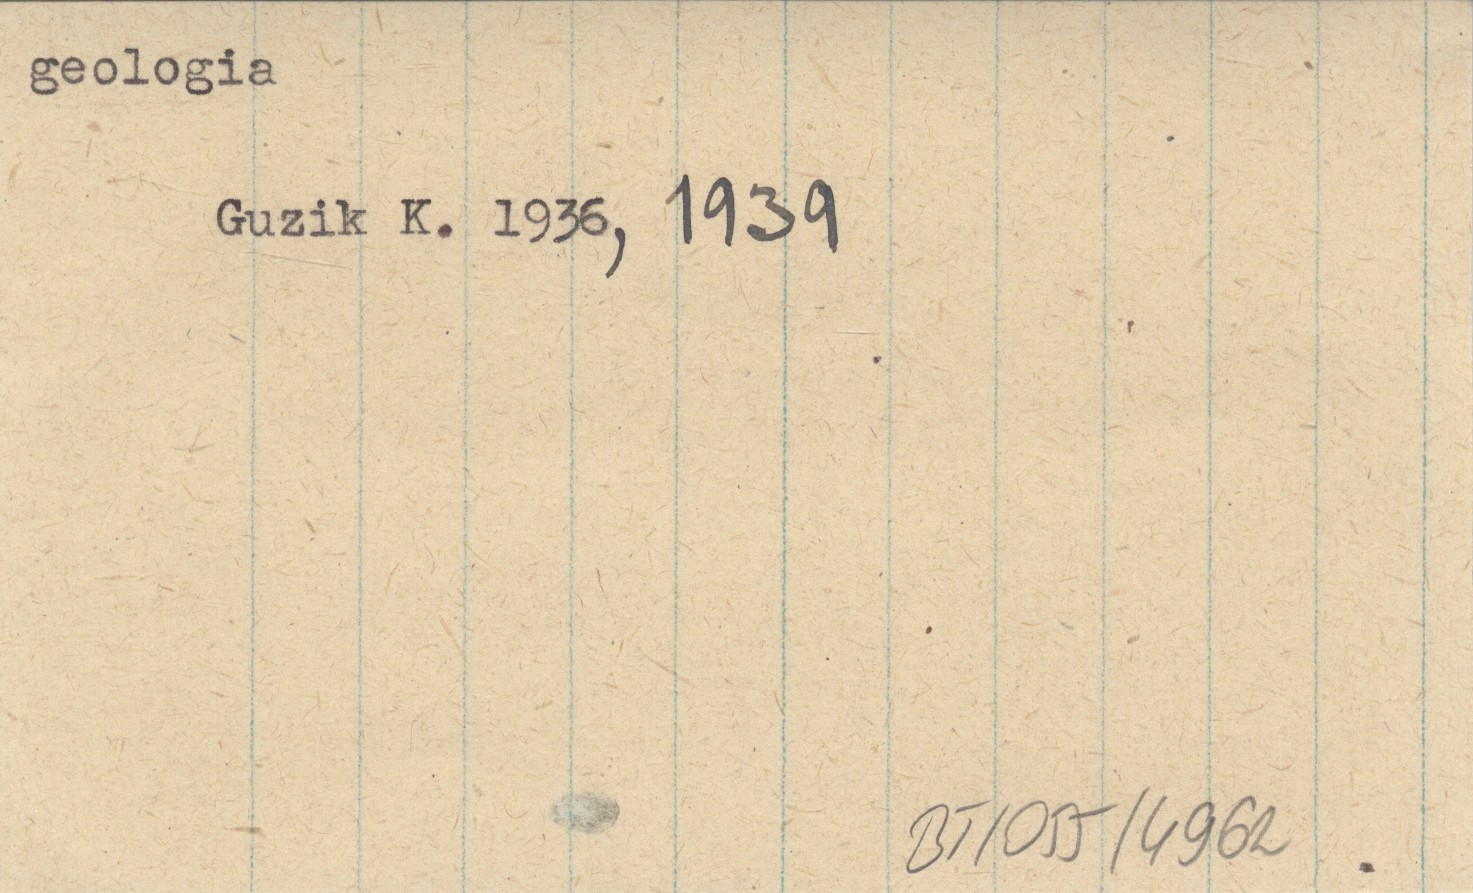 geologia
Guzik K. 1936, 1939
BT/055/4962